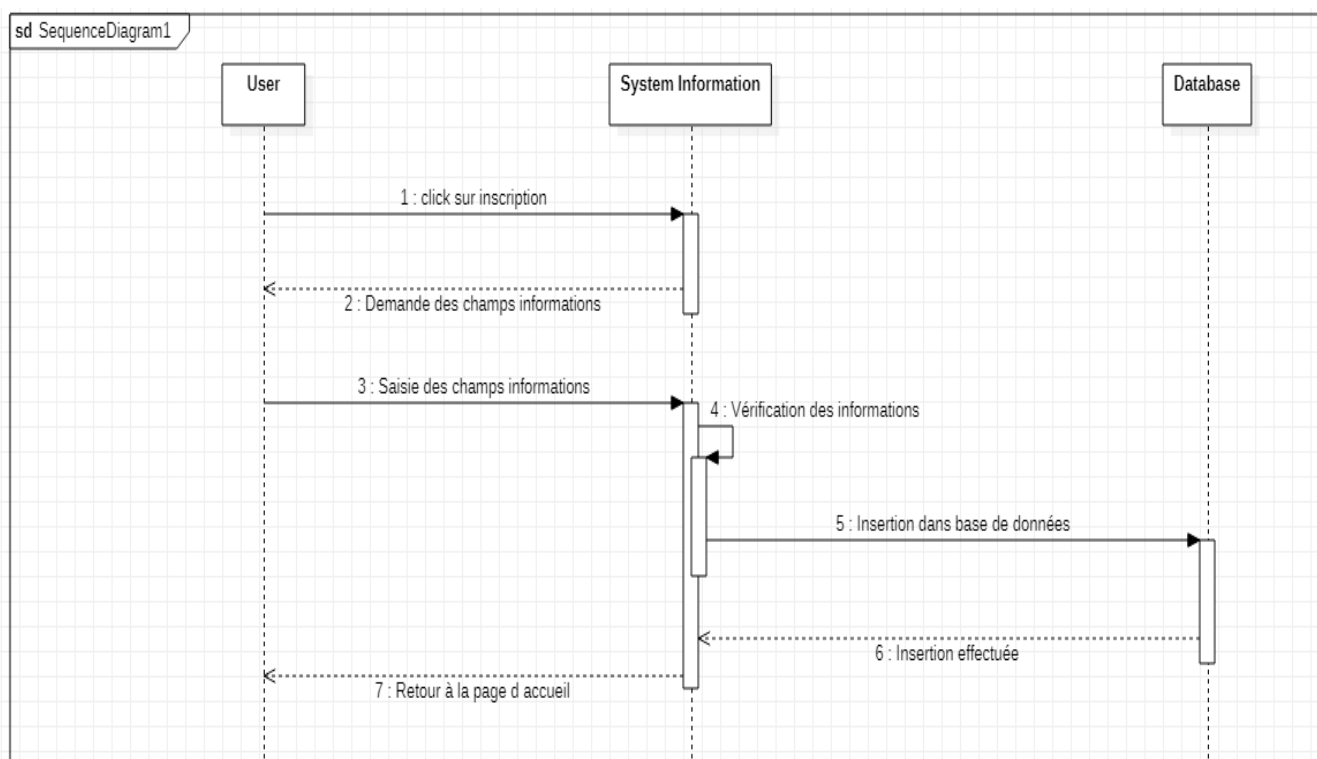 sd SequenceDiagram1
User
System Information
Database
1 : click sur inscription
2 : Demande des champs informations
3 : Saisie des champs informations
4 : Vérification des informations
5 : Insertion dans base de données
6 : Insertion effectuée
7 : Retour à la page d accueil